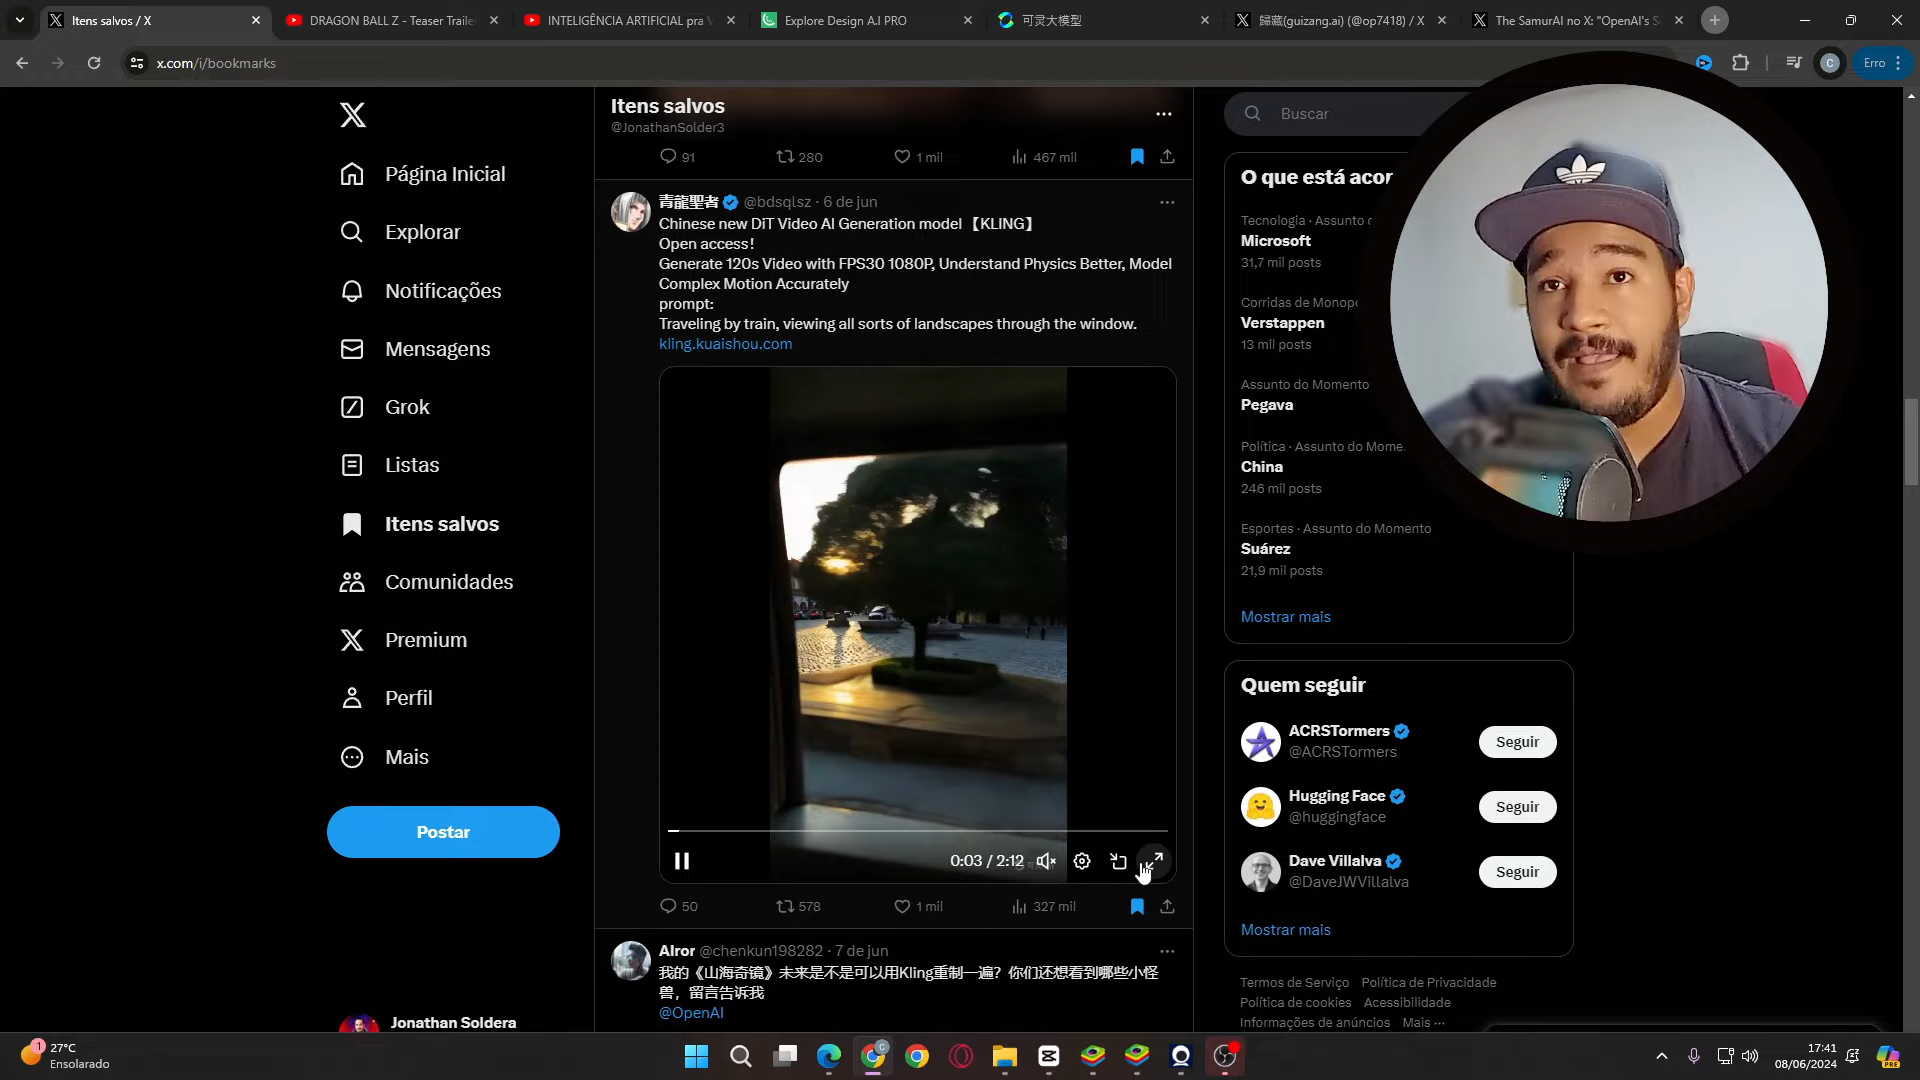 Itens salvos / X
DRAGON BALL Z - Teaser Traile
INTELIGÊNCIA ARTIFICIAL pra V
Explore Design A.I PRO
可灵大模型
歸藏(guizang.ai) (@op7418) / X
The SamurAI no X: "OpenAI's S
x.com/i/bookmarks
Erro
Página Inicial
Explorar
Notificações
Mensagens
Grok
Listas
Itens salvos
Comunidades
Premium
Perfil
Mais
Postar
Jonathan Soldera
Itens salvos
@JonathanSolder3
91
280
1 mil
467 mil
青龍聖者 @bdsqlsz · 6 de jun
Chinese new DiT Video AI Generation model 【KLING】
Open access!
Generate 120s Video with FPS30 1080P, Understand Physics Better, Model
Complex Motion Accurately
prompt:
Traveling by train, viewing all sorts of landscapes through the window.
kling.kuaishou.com
0:03 / 2:12
50
578
1 mil
327 mil
AIror @chenkun198282 · 7 de jun
我的《山海奇镜》未来是不是可以用Kling重制一遍？你们还想看到哪些小怪
兽，留言告诉我
@OpenAI
Buscar
O que está acor
Tecnologia · Assunto
Microsoft
31,7 mil posts
Corridas de Monopo
Verstappen
13 mil posts
Assunto do Momento
Pegava
Política · Assunto do Mome
China
246 mil posts
Esportes · Assunto do Momento
Suárez
21,9 mil posts
Mostrar mais
Quem seguir
ACRSTormers
@ACRSTormers
Seguir
Hugging Face
@huggingface
Seguir
Dave Villalva
@DaveJWVillalva
Seguir
Mostrar mais
Termos de Serviço Política de Privacidade
Política de cookies Acessibilidade
Informações de anúncios Mais ···
1
27°C
Ensolarado
17:41
08/06/2024